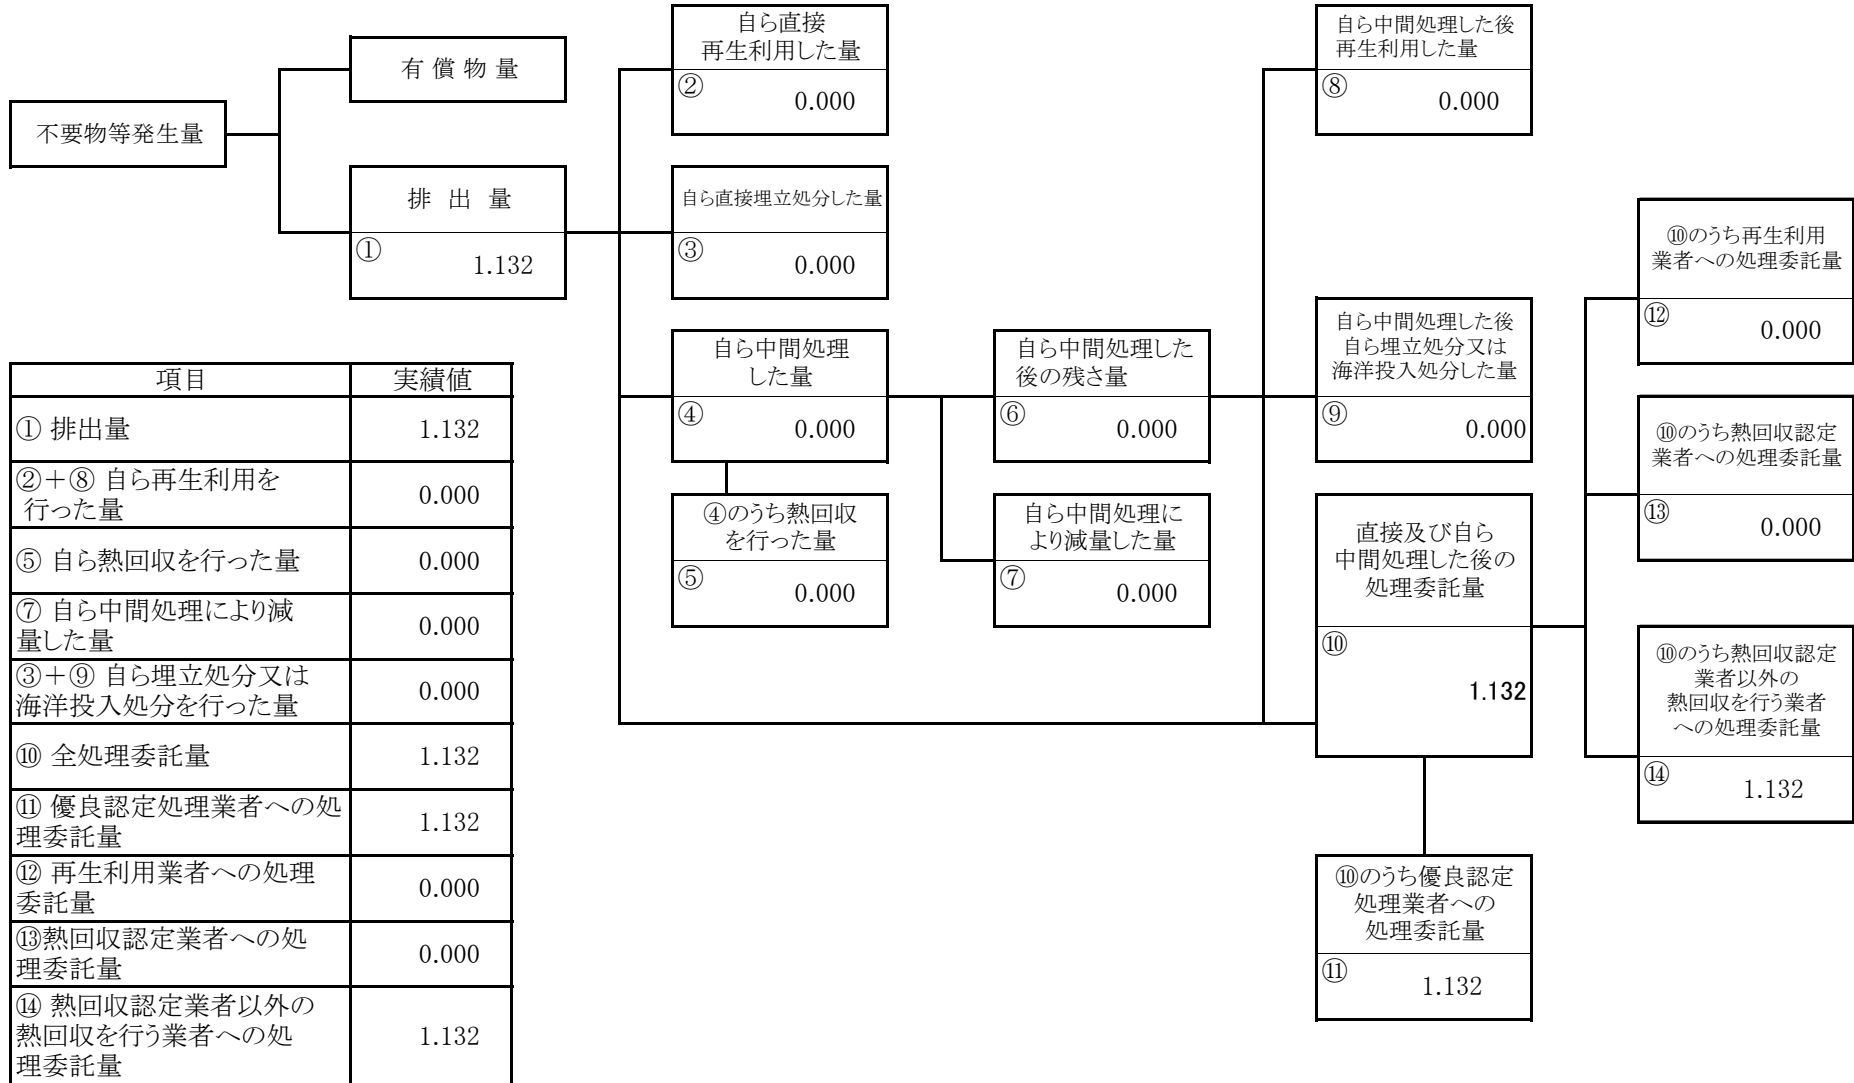 不要物等発生量
有 償 物 量
排 出 量
① 1.132
自ら直接
再生利用した量
② 0.000
自ら直接埋立処分した量
③ 0.000
自ら中間処理
した量
④ 0.000
④のうち熱回収
を行った量
⑤ 0.000
自ら中間処理した
後の残さ量
⑥ 0.000
自ら中間処理に
より減量した量
⑦ 0.000
自ら中間処理した後
再生利用した量
⑧ 0.000
自ら中間処理した後
自ら埋立処分又は
海洋投入処分した量
⑨ 0.000
直接及び自ら
中間処理した後の
処理委託量
⑩
1.132
⑩のうち優良認定
処理業者への
処理委託量
⑪ 1.132
⑩のうち再生利用
業者への処理委託量
⑫ 0.000
⑩のうち熱回収認定
業者への処理委託量
⑬ 0.000
⑩のうち熱回収認定
業者以外の
熱回収を行う業者
への処理委託量
⑭ 1.132
項目 実績値
① 排出量 1.132
②＋⑧ 自ら再生利用を
行った量 0.000
⑤ 自ら熱回収を行った量 0.000
⑦ 自ら中間処理により減
量した量 0.000
③＋⑨ 自ら埋立処分又は
海洋投入処分を行った量 0.000
⑩ 全処理委託量 1.132
⑪ 優良認定処理業者への処
理委託量 1.132
⑫ 再生利用業者への処理
委託量 0.000
⑬熱回収認定業者への処
理委託量 0.000
⑭ 熱回収認定業者以外の
熱回収を行う業者への処
理委託量 1.132